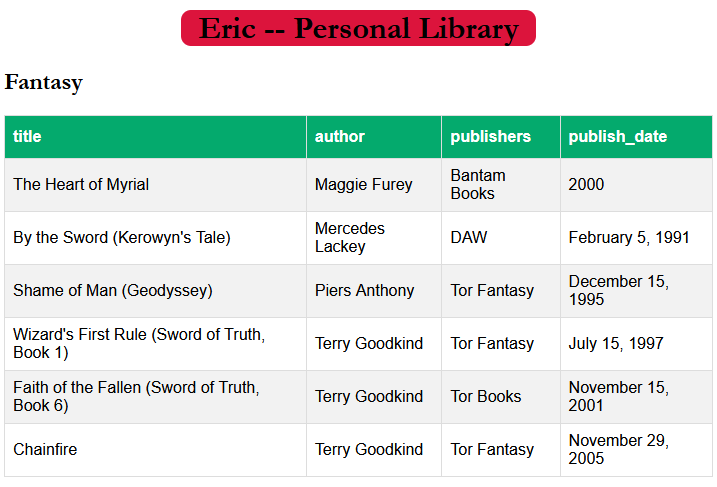 Eric -- Personal Library
Fantasy
title author publishers publish_date
The Heart of Myrial Maggie Furey Bantam Books 2000
By the Sword (Kerowyn's Tale) Mercedes Lackey DAW February 5, 1991
Shame of Man (Geodyssey) Piers Anthony Tor Fantasy December 15, 1995
Wizard's First Rule (Sword of Truth, Book 1) Terry Goodkind Tor Fantasy July 15, 1997
Faith of the Fallen (Sword of Truth, Book 6) Terry Goodkind Tor Books November 15, 2001
Chainfire Terry Goodkind Tor Fantasy November 29, 2005